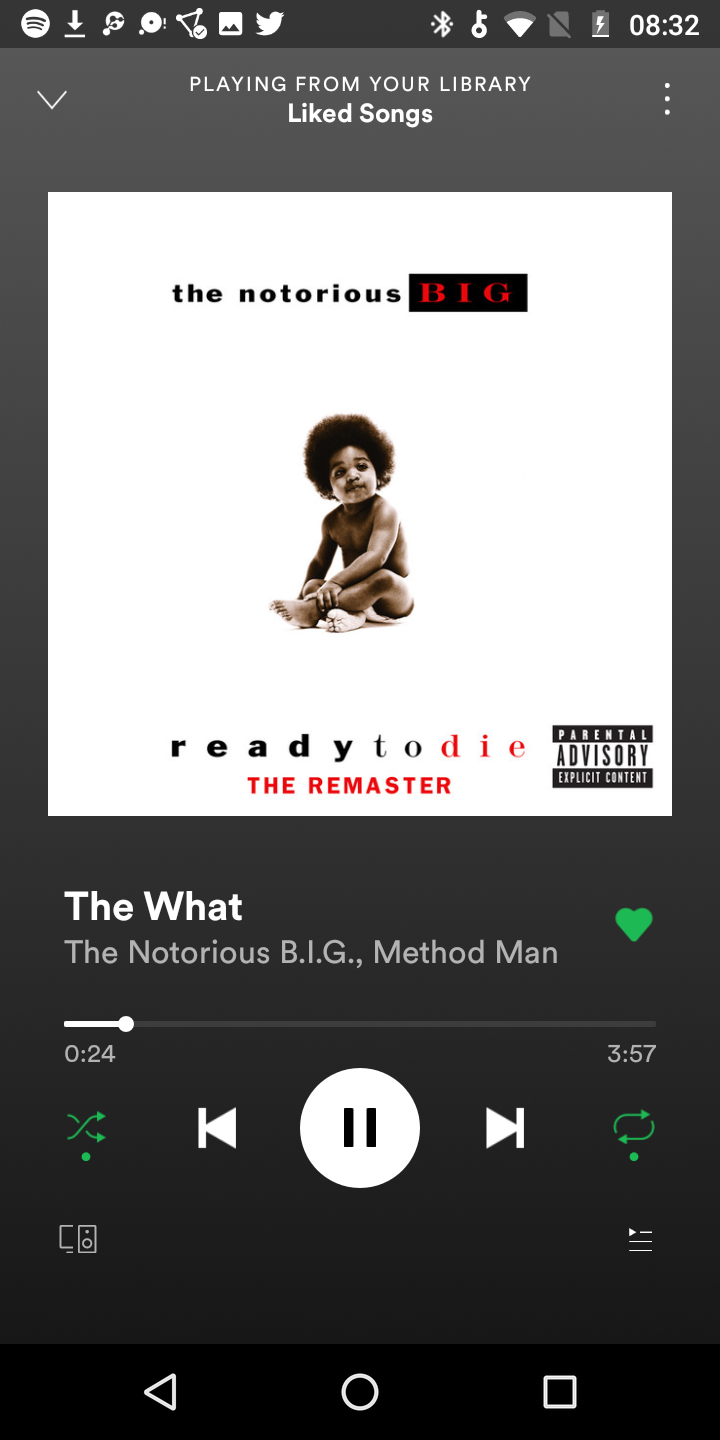 08:32
PLAYING FROM YOUR LIBRARY
Liked Songs
the notorious BIG
ready to die
THE REMASTER
PARENTAL
ADVISORY
EXPLICIT CONTENT
The What
The Notorious B.I.G., Method Man
0:24 3:57